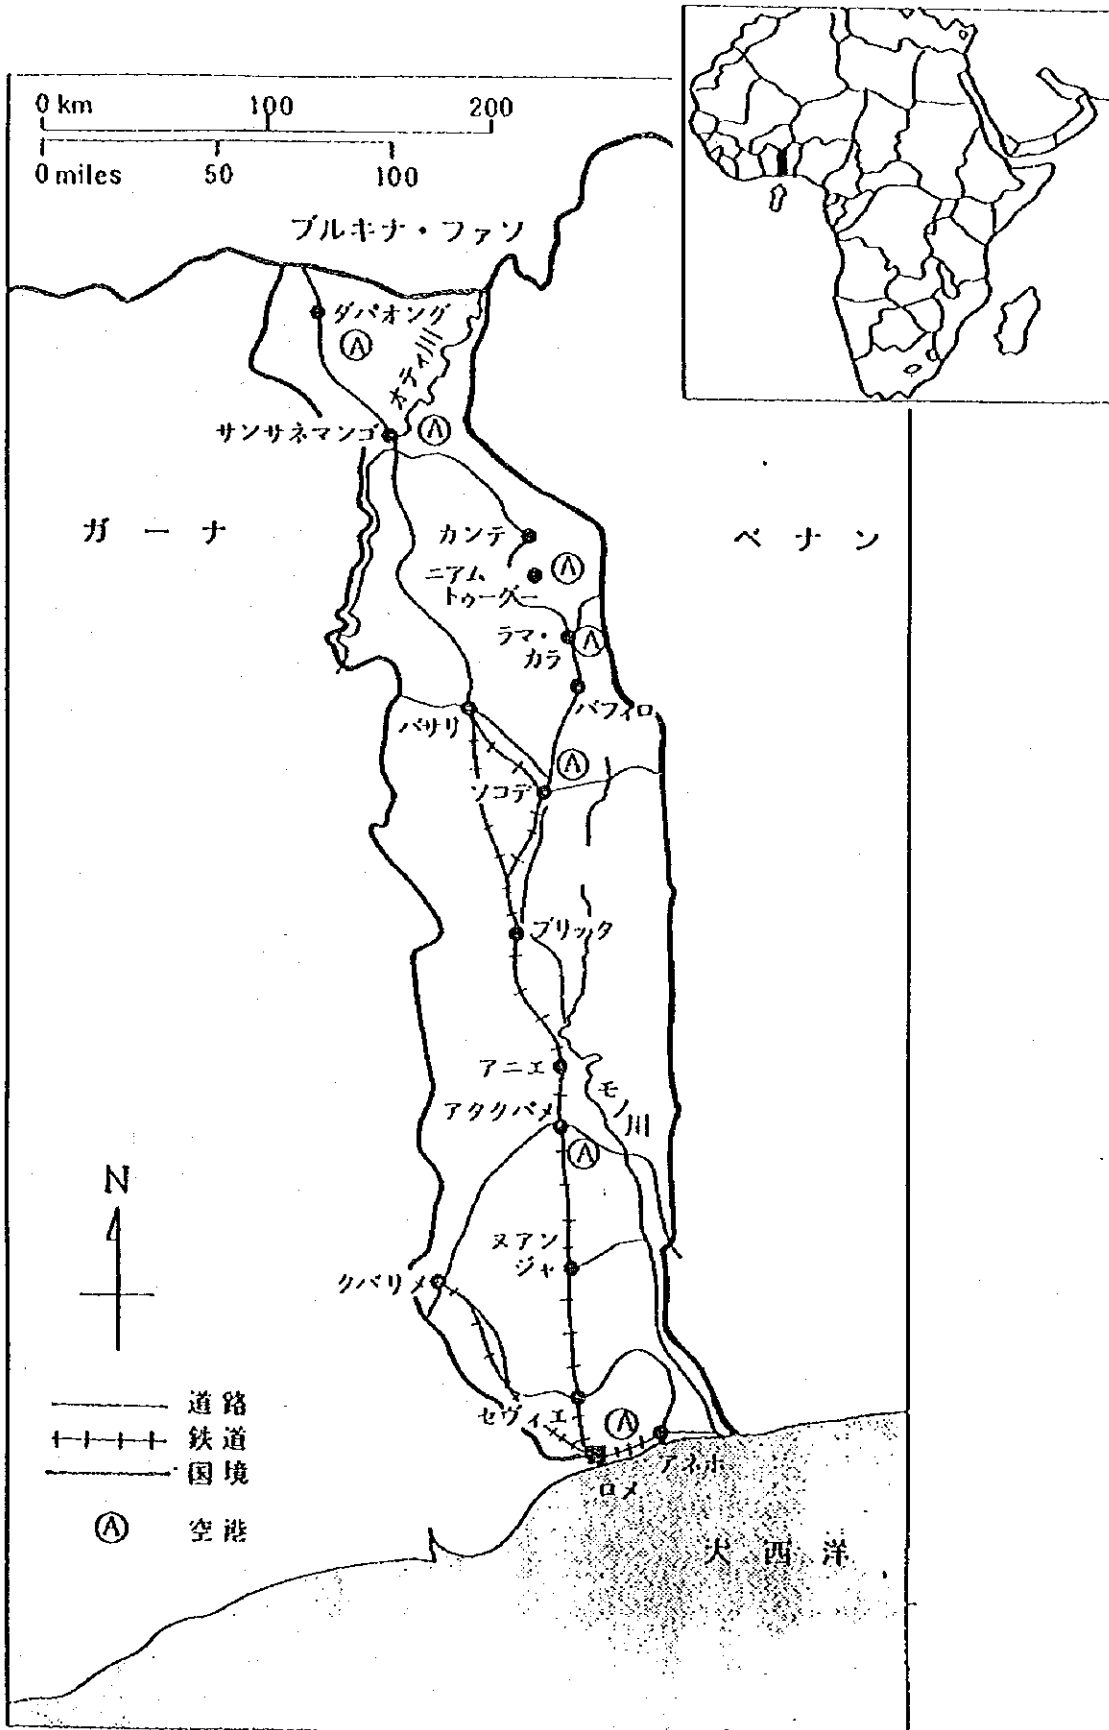 0 km 100 200
0 miles 50 100
ブルキナ・ファソ
ダパオング
オティ川
サンサネマンゴ
ガーナ
ベナン
カンテ
ニアム
トゥーグー
ラマ・
カラ
バフィロ
バサリ
ソコデ
ブリッタ
アニエ
モノ川
アタクパメ
N
ヌアン
ジャ
クパリメ
道路
鉄道
国境
空港
セヴィエ
アネホ
ロメ
大西洋